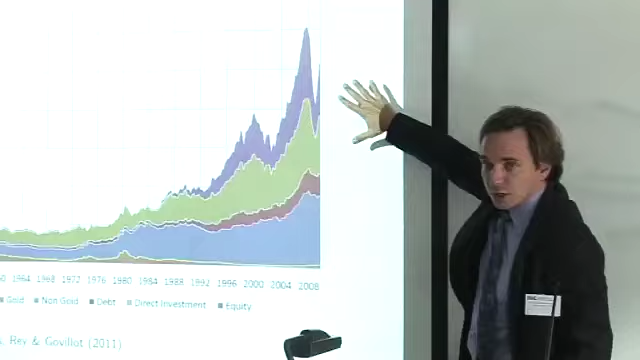 1964 1968 1972 1976 1980 1984 1988 1992 1996 2000 2004 2008
Gold Non Gold Debt Direct Investment Equity
, Rey & Govillot (2011)